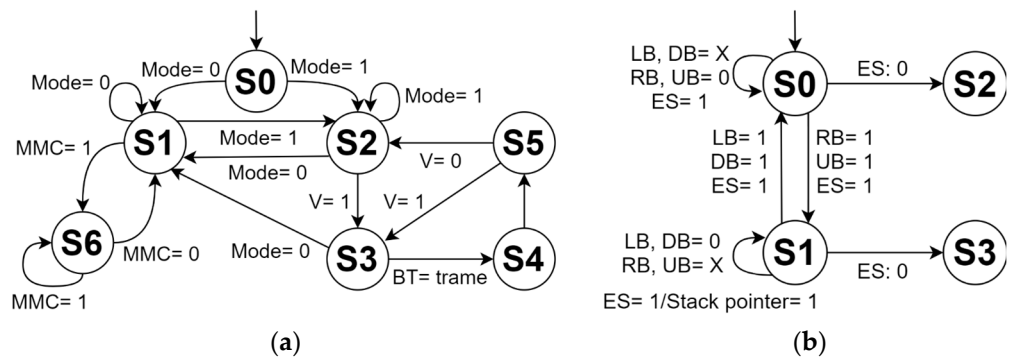 Mode= 0
Mode= 0
S0
Mode= 1
Mode= 1
S1
Mode= 1
S2
Mode= 0
MMC= 1
S6
MMC= 0
MMC= 1
V= 1
V= 1
V= 0
S5
Mode= 0
S3
BT= trame
S4
(a)
LB, DB= X
RB, UB= 0
ES= 1
S0
ES: 0
S2
LB= 1
DB= 1
ES= 1
RB= 1
UB= 1
ES= 1
LB, DB= 0
RB, UB= X
ES= 1/Stack pointer= 1
S1
ES: 0
S3
(b)